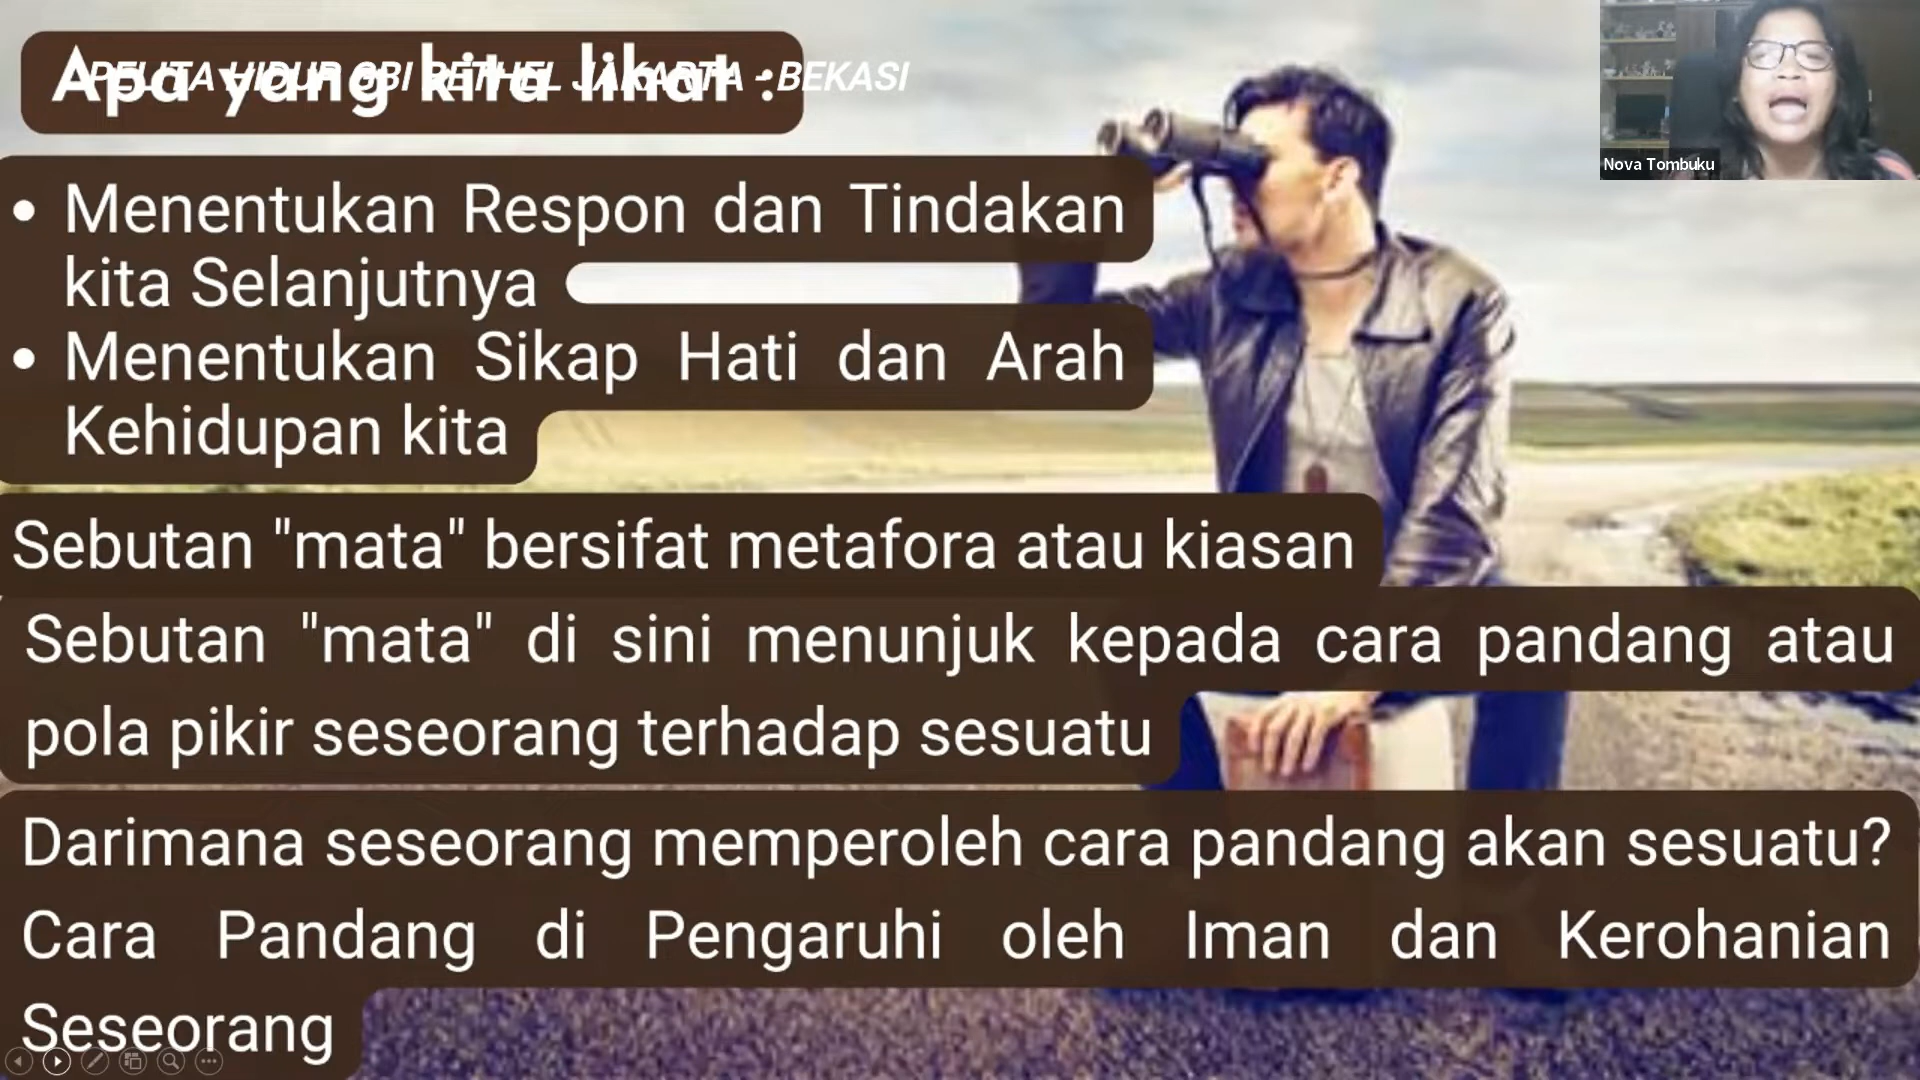 Apa yang kita lihat :
PELITA HIDUP GBI BETHEL JAKARTA - BEKASI
Nova Tombuku
• Menentukan Respon dan Tindakan
kita Selanjutnya
• Menentukan Sikap Hati dan Arah
Kehidupan kita
Sebutan "mata" bersifat metafora atau kiasan
Sebutan "mata" di sini menunjuk kepada cara pandang atau
pola pikir seseorang terhadap sesuatu
Darimana seseorang memperoleh cara pandang akan sesuatu?
Cara Pandang di Pengaruhi oleh Iman dan Kerohanian
Seseorang